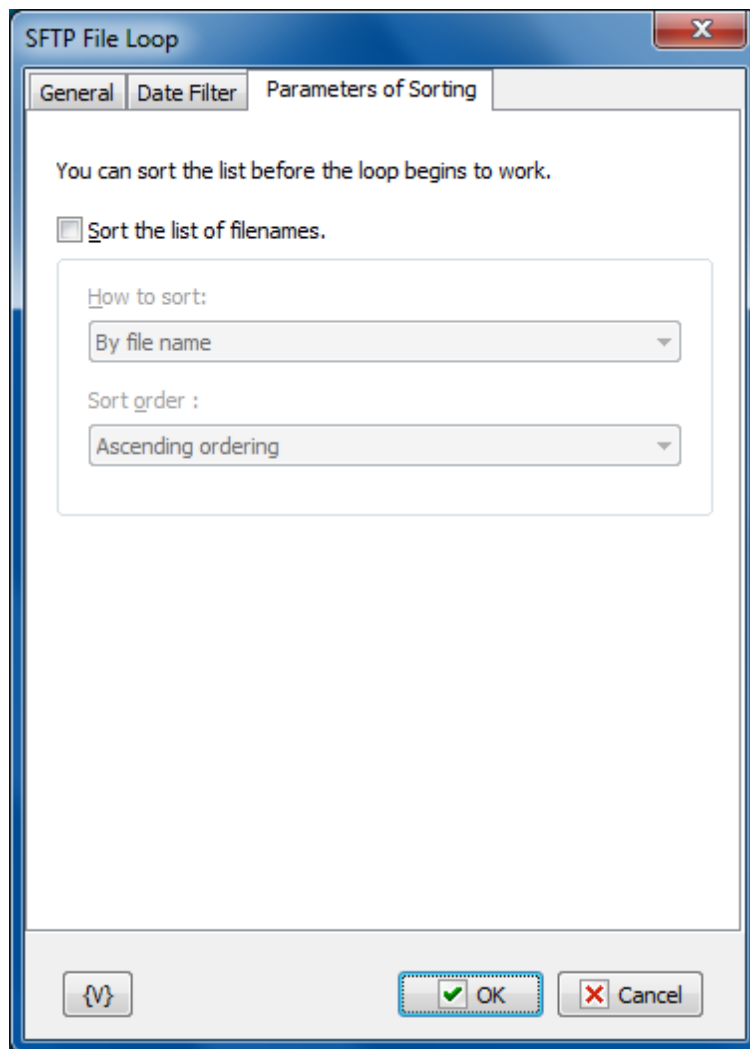 SFTP File Loop
General Date Filter Parameters of Sorting
You can sort the list before the loop begins to work.
Sort the list of filenames.
How to sort:
By file name
Sort order :
Ascending ordering
{V} OK Cancel